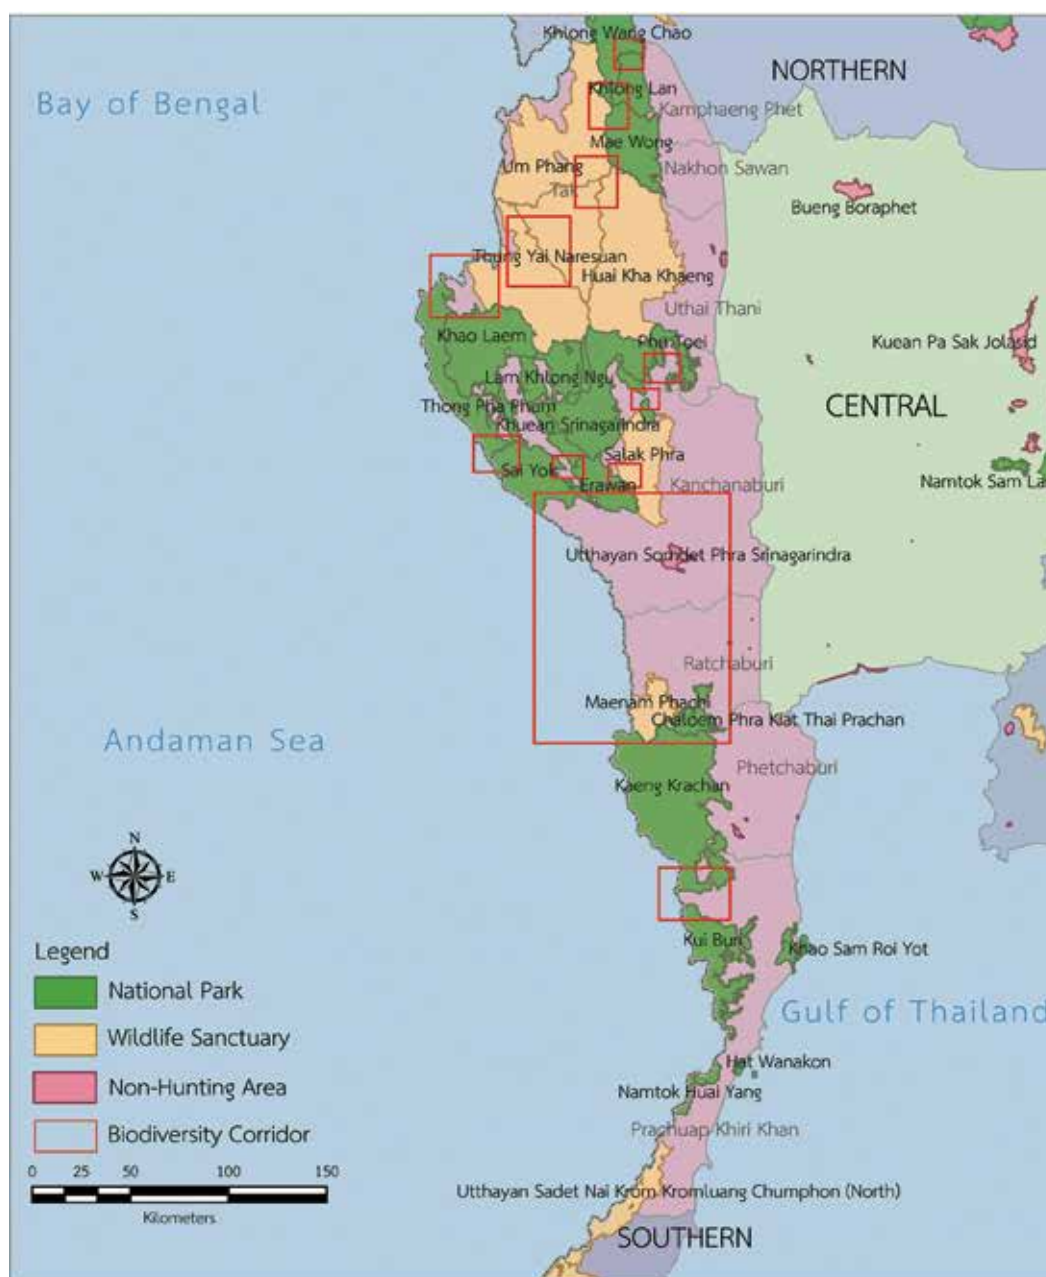 Khlong Wang Chao
NORTHERN
Khlong Lan
Bay of Bengal
Kamphaeng Phet
Mae Wong
Um Phang
Nakhon Sawan
Tak
Bueng Boraphet
Thung Yai Naresuan
Huai Kha Khaeng
Uthai Thani
Khao Laem
Phu Toei
Kuean Pa Sak Jolasid
Lam Khlong Ngu
Thong Pha Phum
CENTRAL
Khuean Srinagarindra
Salak Phra
Sai Yok
Erawan
Kanchanaburi
Namtok Sam La
Utthayan Somdet Phra Srinagarindra
Ratchaburi
Maenam Phachi
Chaloem Phra Kiat Thai Prachan
Andaman Sea
Phetchaburi
Kaeng Krachan
N
W E
S
Kui Buri
Khao Sam Roi Yot
Legend
National Park
Gulf of Thailand
Wildlife Sanctuary
Hat Wanakon
Non-Hunting Area
Namtok Huai Yang
Prachuap Khiri Khan
Biodiversity Corridor
0 25 50 100 150
Kilometers
Utthayan Sadet Nai Krom Kromluang Chumphon (North)
SOUTHERN